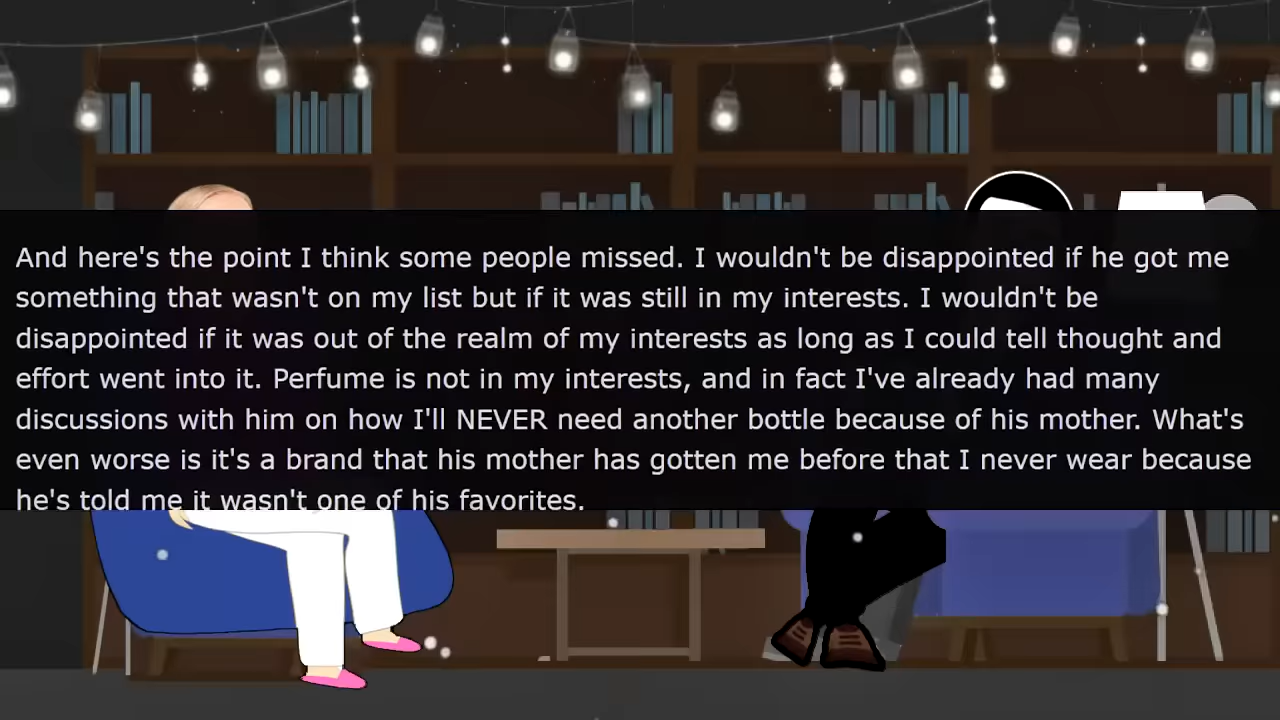 And here's the point I think some people missed. I wouldn't be disappointed if he got me
something that wasn't on my list but if it was still in my interests. I wouldn't be
disappointed if it was out of the realm of my interests as long as I could tell thought and
effort went into it. Perfume is not in my interests, and in fact I've already had many
discussions with him on how I'll NEVER need another bottle because of his mother. What's
even worse is it's a brand that his mother has gotten me before that I never wear because
he's told me it wasn't one of his favorites.